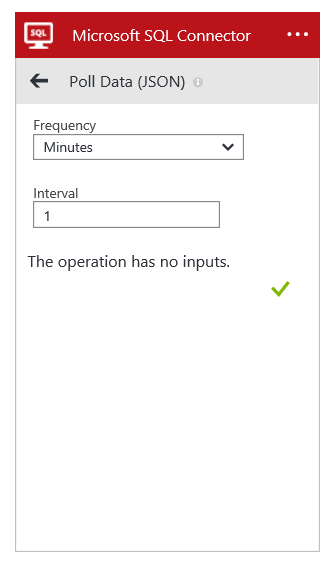 SQL
Microsoft SQL Connector
Poll Data (JSON)
Frequency
Minutes
Interval
1
The operation has no inputs.